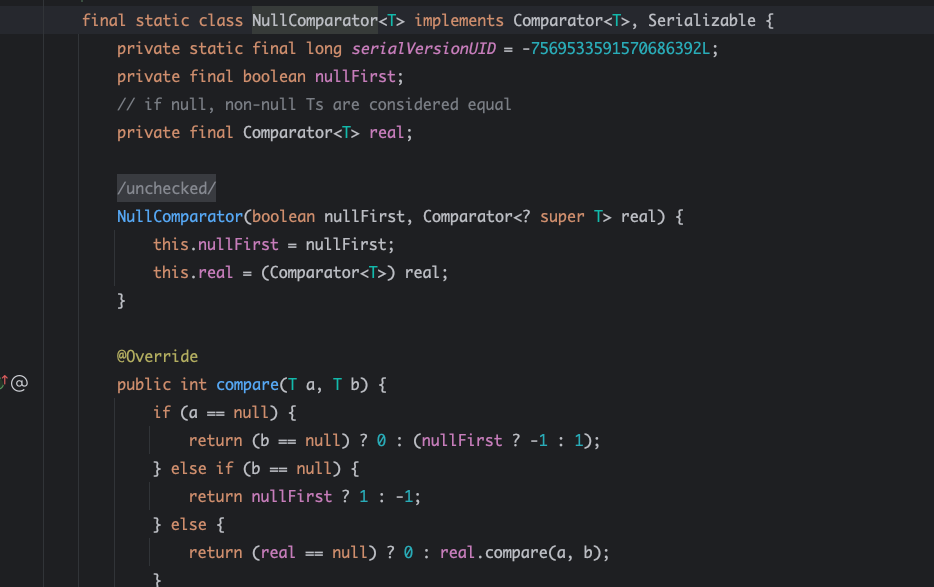 final static class NullComparator<T> implements Comparator<T>, Serializable {
private static final long serialVersionUID = -7569533591570686392L;
private final boolean nullFirst;
// if null, non-null Ts are considered equal
private final Comparator<T> real;
/unchecked/
NullComparator(boolean nullFirst, Comparator<? super T> real) {
this.nullFirst = nullFirst;
this.real = (Comparator<T>) real;
}
@Override
public int compare(T a, T b) {
if (a == null) {
return (b == null) ? 0 : (nullFirst ? -1 : 1);
} else if (b == null) {
return nullFirst ? 1 : -1;
} else {
return (real == null) ? 0 : real.compare(a, b);
}